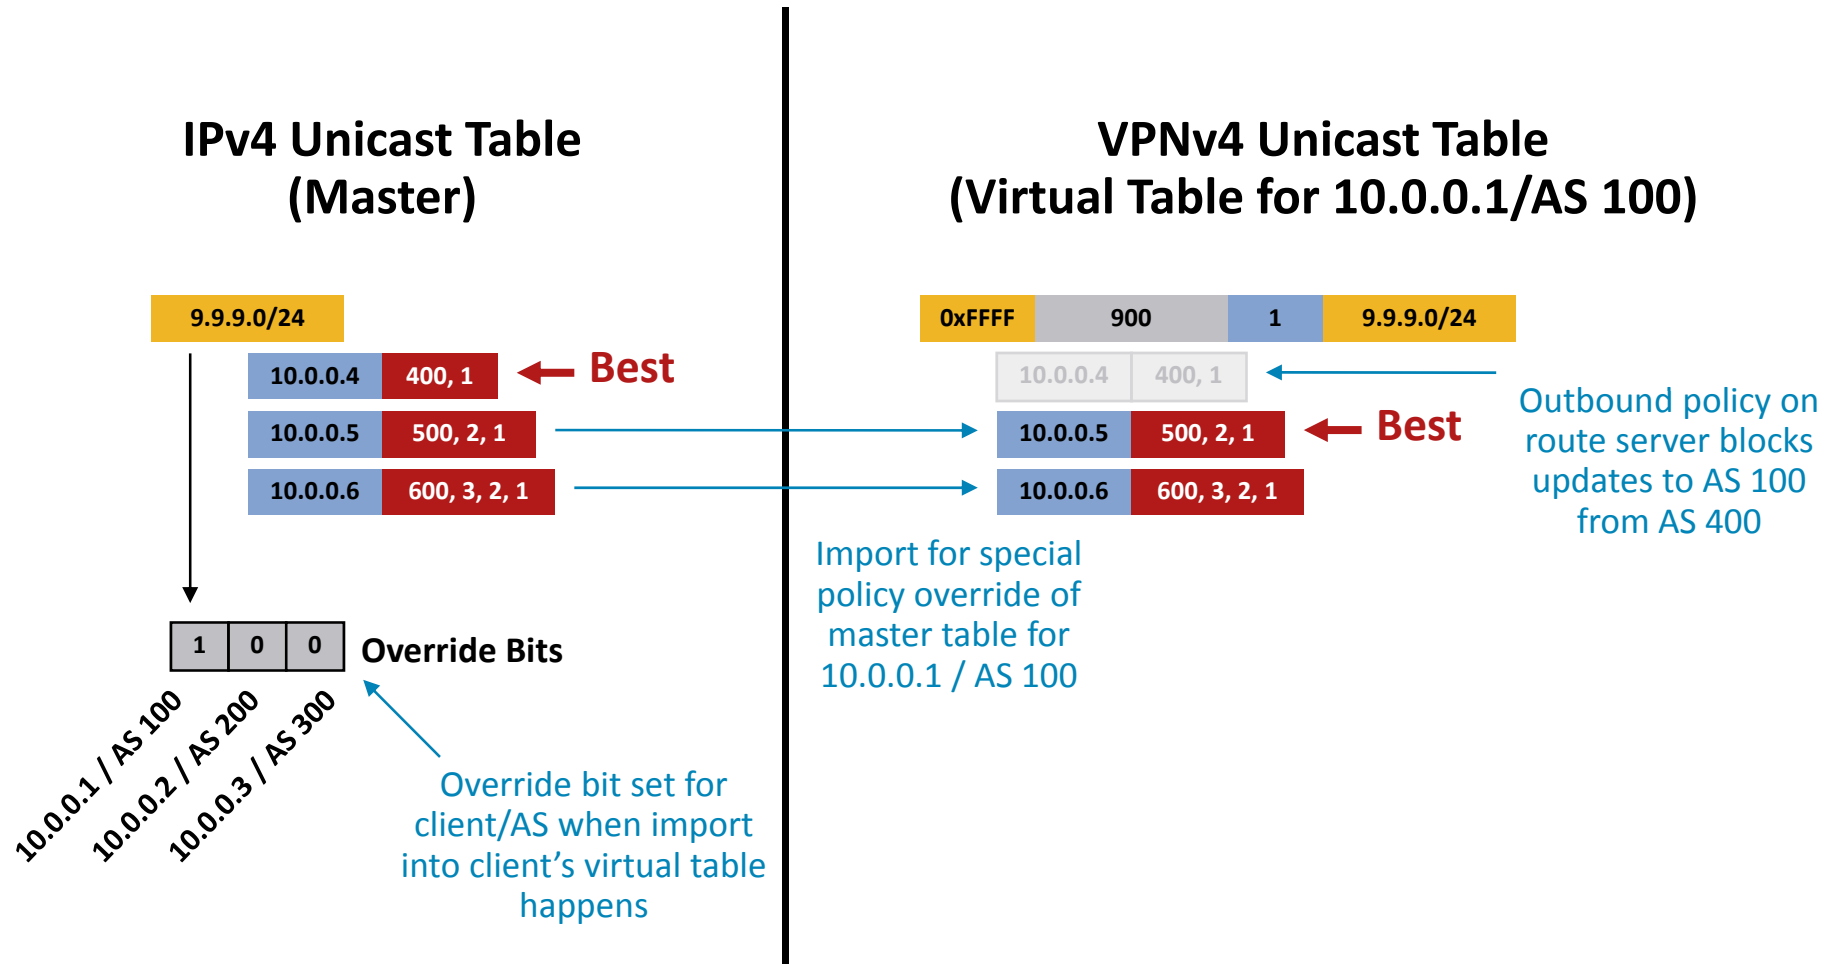 IPv4 Unicast Table
(Master)
9.9.9.0/24
10.0.0.4 400, 1 Best
10.0.0.5 500, 2, 1
10.0.0.6 600, 3, 2, 1
1 0 0 Override Bits
10.0.0.1 / AS 100
10.0.0.2 / AS 200
10.0.0.3 / AS 300
Override bit set for
client/AS when import
into client’s virtual table
happens
VPNv4 Unicast Table
(Virtual Table for 10.0.0.1/AS 100)
0xFFFF 900 1 9.9.9.0/24
10.0.0.4 400, 1
10.0.0.5 500, 2, 1 Best
10.0.0.6 600, 3, 2, 1
Outbound policy on
route server blocks
updates to AS 100
from AS 400
Import for special
policy override of
master table for
10.0.0.1 / AS 100